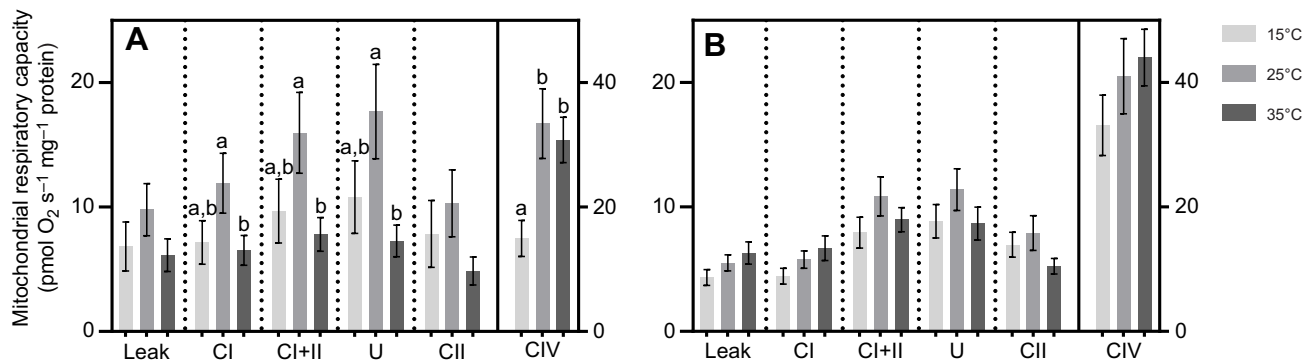 Mitochondrial respiratory capacity
(pmol O₂ s⁻¹ mg⁻¹ protein)
A
20
10
0
a,b
a
b
a,b
a
b
a,b
a
b
a
b
b
40
20
0
Leak CI CI+II U CII CIV
B
20
10
0
40
20
0
Leak CI CI+II U CII CIV
15°C
25°C
35°C